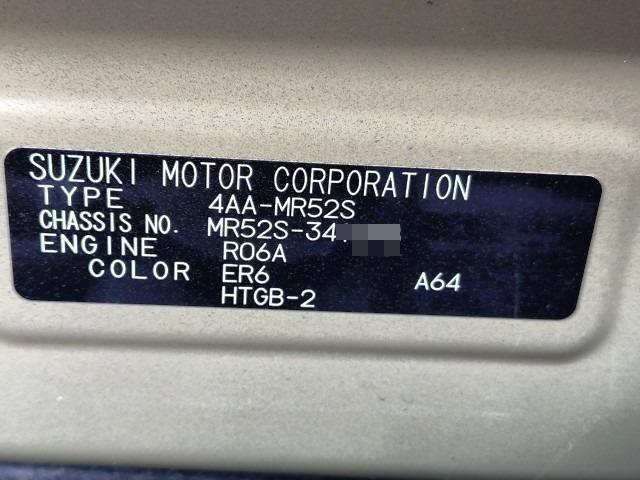 SUZUKI MOTOR CORPORATION
TYPE 4AA-MR52S
CHASSIS NO. MR52S-34
ENGINE R06A
COLOR ER6 A64
HTGB-2